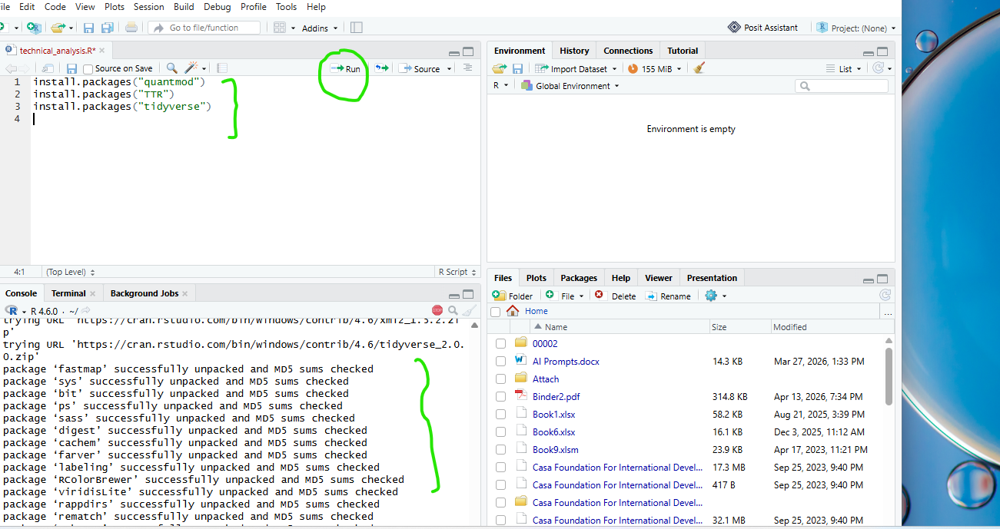 File Edit Code View Plots Session Build Debug Profile Tools Help
Go to file/function Addins Posit Assistant Project: (None)
technical_analysis.R*
Source on Save Run Source
1 install.packages("quantmod")
2 install.packages("TTR")
3 install.packages("tidyverse")
4
4:1 (Top Level) R Script
Console Terminal Background Jobs
R 4.6.0 · ~/
trying URL 'https://cran.rstudio.com/bin/windows/contrib/4.6/xml2_1.5.2.zi
p'
trying URL 'https://cran.rstudio.com/bin/windows/contrib/4.6/tidyverse_2.0.
0.zip'
package ‘fastmap’ successfully unpacked and MD5 sums checked
package ‘sys’ successfully unpacked and MD5 sums checked
package ‘bit’ successfully unpacked and MD5 sums checked
package ‘ps’ successfully unpacked and MD5 sums checked
package ‘sass’ successfully unpacked and MD5 sums checked
package ‘digest’ successfully unpacked and MD5 sums checked
package ‘cachem’ successfully unpacked and MD5 sums checked
package ‘farver’ successfully unpacked and MD5 sums checked
package ‘labeling’ successfully unpacked and MD5 sums checked
package ‘RColorBrewer’ successfully unpacked and MD5 sums checked
package ‘viridisLite’ successfully unpacked and MD5 sums checked
package ‘rappdirs’ successfully unpacked and MD5 sums checked
package ‘rematch’ successfully unpacked and MD5 sums checked
Environment History Connections Tutorial
Import Dataset 155 MiB List
R Global Environment
Environment is empty
Files Plots Packages Help Viewer Presentation
Folder File Delete Rename
Home ...
Name Size Modified
00002
AI Prompts.docx 14.3 KB Mar 27, 2026, 1:33 PM
Attach
Binder2.pdf 314.8 KB Apr 13, 2026, 7:34 PM
Book1.xlsx 58.2 KB Aug 21, 2025, 3:39 PM
Book6.xlsx 16.1 KB Dec 3, 2025, 11:12 AM
Book9.xlsm 23.9 KB Apr 17, 2023, 11:21 PM
Casa Foundation For International Devel... 17.3 MB Sep 25, 2023, 9:40 PM
Casa Foundation For International Devel... 417 B Sep 25, 2023, 9:40 PM
Casa Foundation For International Devel...
Casa Foundation For International Devel... 32.1 MB Sep 25, 2023, 9:40 PM